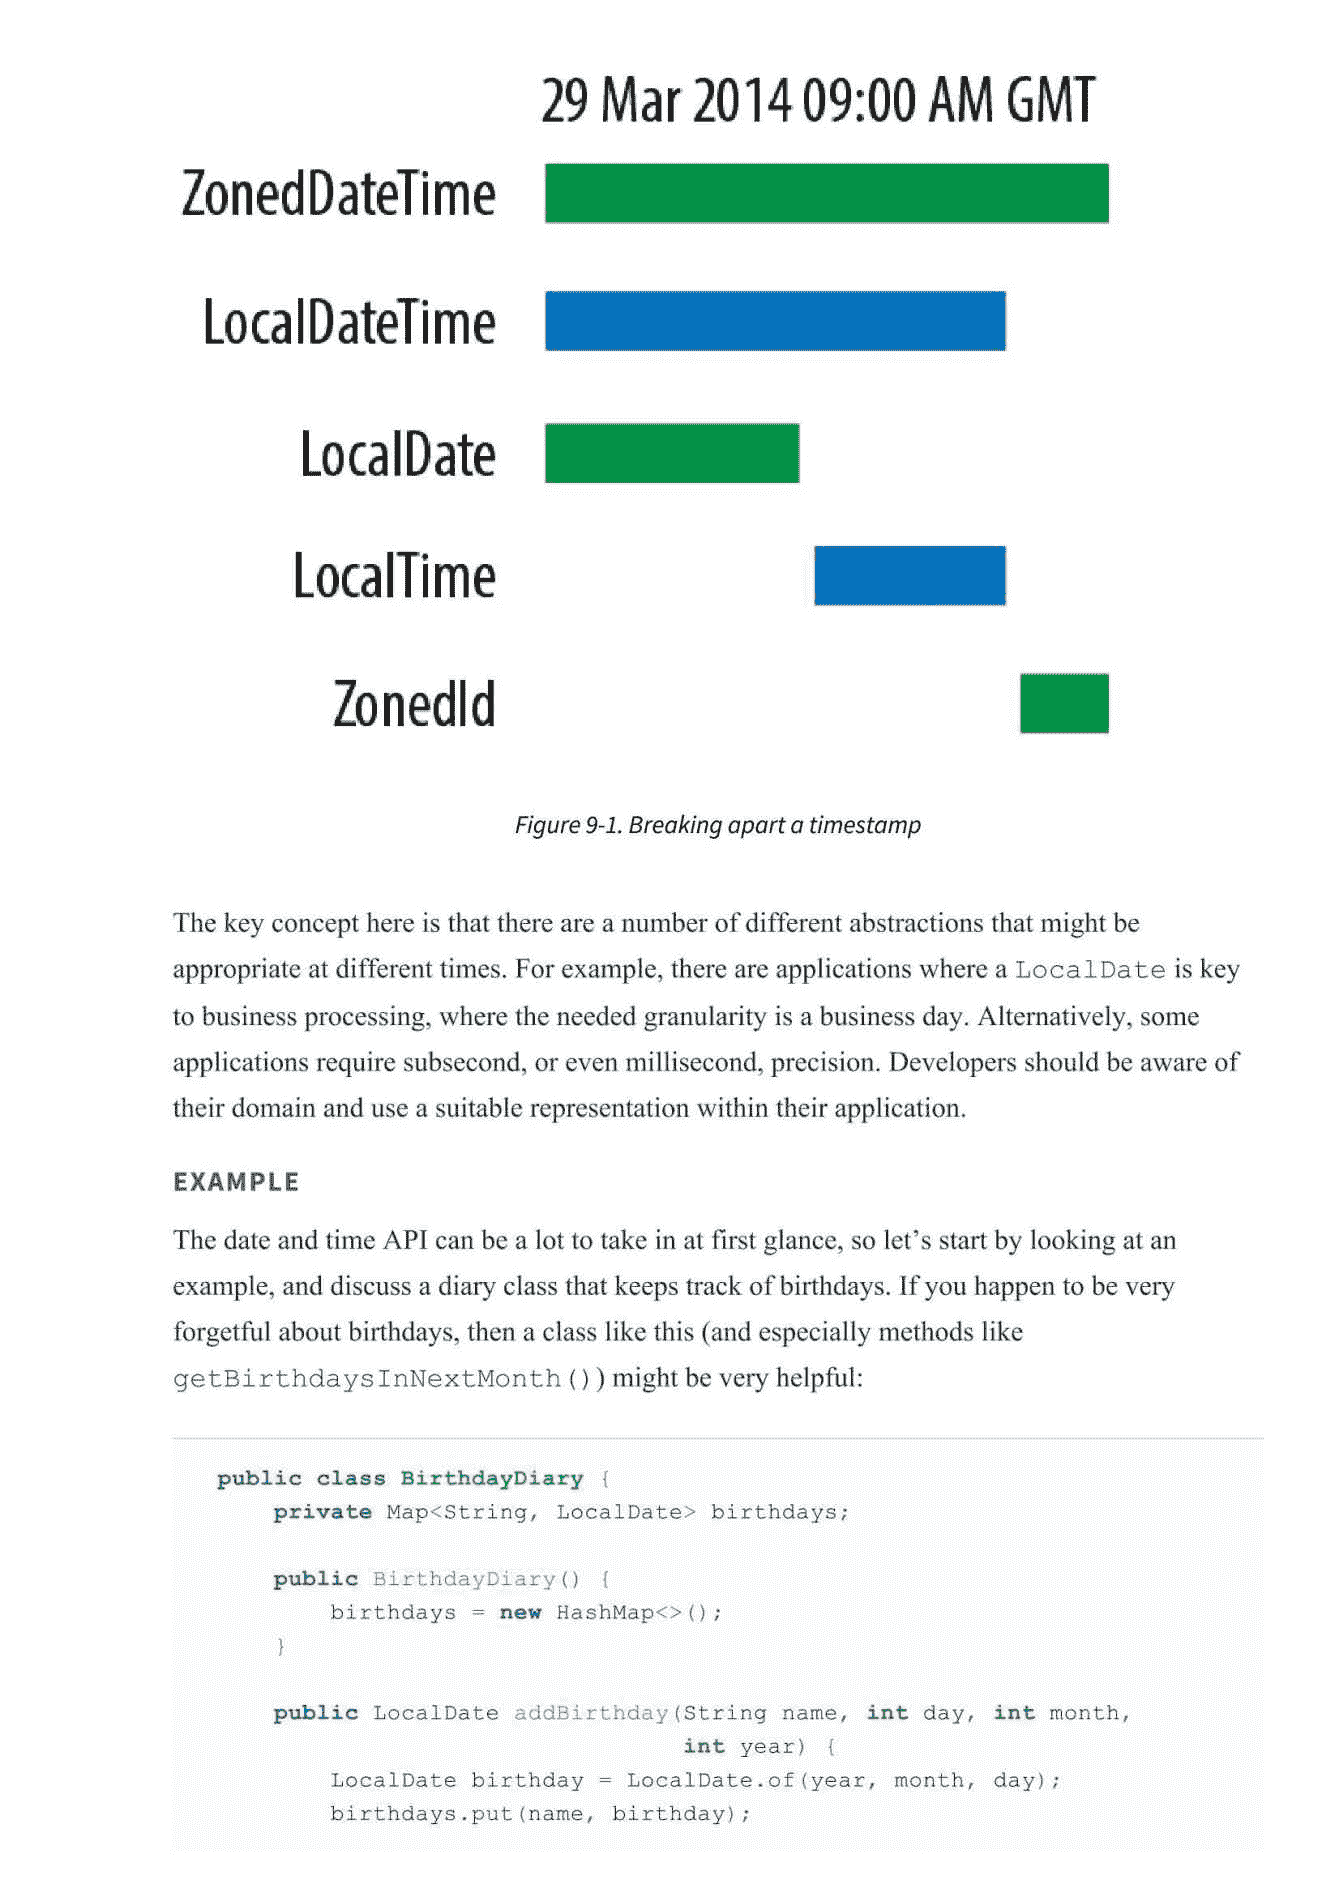 29 Mar 2014 09:00 AM GMT
ZonedDateTime
LocalDateTime
LocalDate
LocalTime
ZonedId
Figure 9-1. Breaking apart a timestamp
The key concept here is that there are a number of different abstractions that might be
appropriate at different times. For example, there are applications where a LocalDate is key
to business processing, where the needed granularity is a business day. Alternatively, some
applications require subsecond, or even millisecond, precision. Developers should be aware of
their domain and use a suitable representation within their application.
EXAMPLE
The date and time API can be a lot to take in at first glance, so let’s start by looking at an
example, and discuss a diary class that keeps track of birthdays. If you happen to be very
forgetful about birthdays, then a class like this (and especially methods like
getBirthdaysInNextMonth()) might be very helpful:
public class BirthdayDiary {
private Map<String, LocalDate> birthdays;
public BirthdayDiary() {
birthdays = new HashMap<>();
}
public LocalDate addBirthday(String name, int day, int month,
int year) {
LocalDate birthday = LocalDate.of(year, month, day);
birthdays.put(name, birthday);